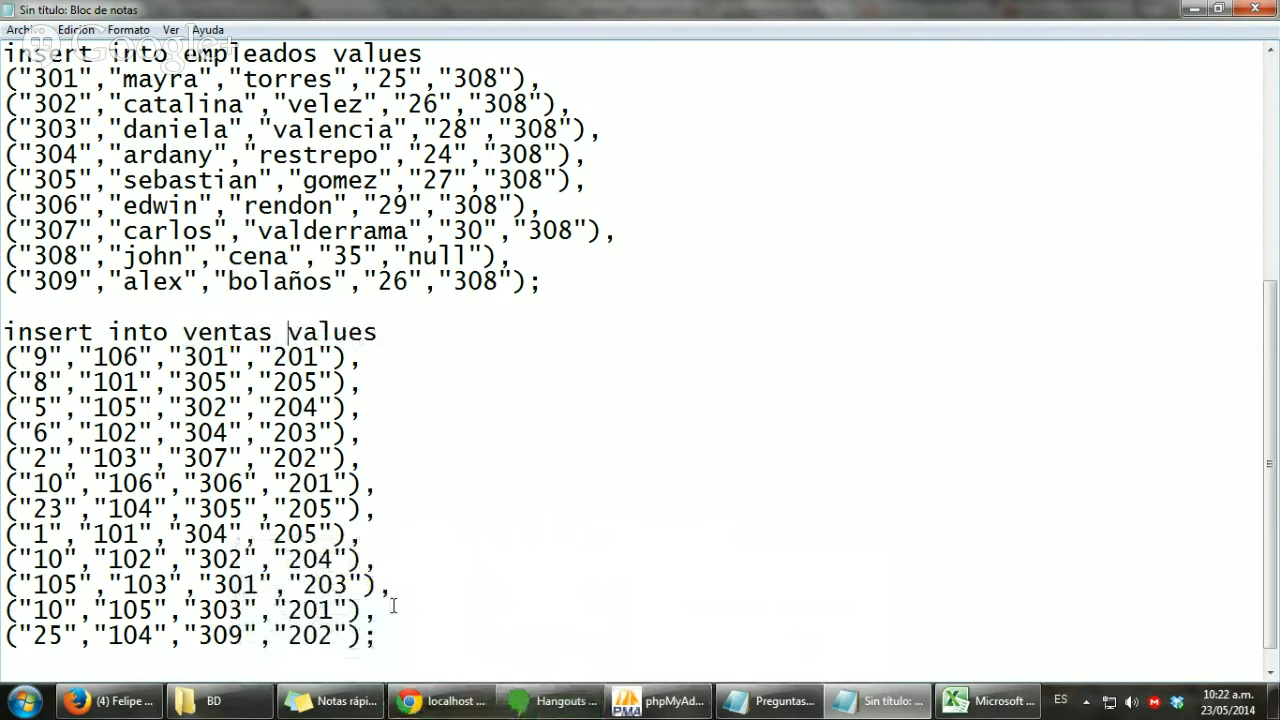 Sin título: Bloc de notas
Archivo Edición Formato Ver Ayuda
Google+
insert into empleados values
("301","mayra","torres","25","308"),
("302","catalina","velez","26","308"),
("303","daniela","valencia","28","308"),
("304","ardany","restrepo","24","308"),
("305","sebastian","gomez","27","308"),
("306","edwin","rendon","29","308"),
("307","carlos","valderrama","30","308"),
("308","john","cena","35","null"),
("309","alex","bolaños","26","308");
insert into ventas values
("9","106","301","201"),
("8","101","305","205"),
("5","105","302","204"),
("6","102","304","203"),
("2","103","307","202"),
("10","106","306","201"),
("23","104","305","205"),
("1","101","304","205"),
("10","102","302","204"),
("105","103","301","203"),
("10","105","303","201"),
("25","104","309","202");
(4) Felipe ... BD Notas rápi... localhost ... Hangouts ... PMA phpMyAd... Preguntas... Sin título: ... Microsoft ... ES 10:22 a.m.
23/05/2014